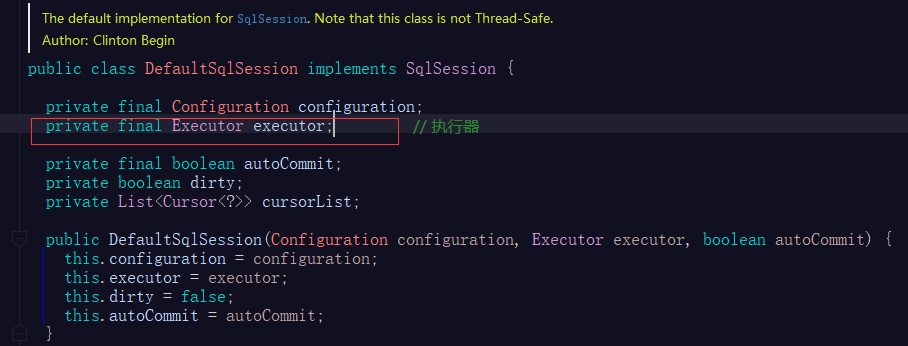 The default implementation for SqlSession. Note that this class is not Thread-Safe.
Author: Clinton Begin
public class DefaultSqlSession implements SqlSession {
private final Configuration configuration;
private final Executor executor; //执行器
private final boolean autoCommit;
private boolean dirty;
private List<Cursor<?>> cursorList;
public DefaultSqlSession(Configuration configuration, Executor executor, boolean autoCommit) {
this.configuration = configuration;
this.executor = executor;
this.dirty = false;
this.autoCommit = autoCommit;
}